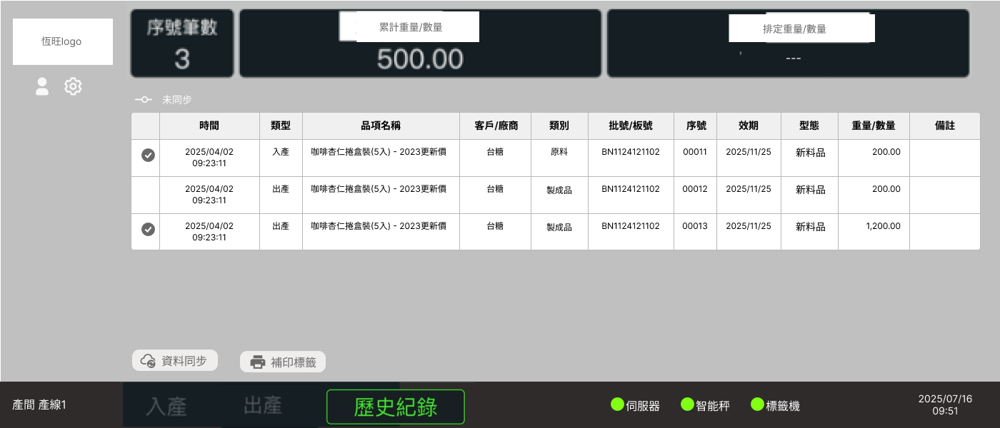 恆旺logo
序號筆數
3
累計重量/數量
500.00
排定重量/數量
---
未同步
時間 類型 品項名稱 客戶/廠商 類別 批號/板號 序號 效期 型態 重量/數量 備註
2025/04/02 09:23:11 入產 咖啡杏仁捲盒裝(5入) - 2023更新價 台糖 原料 BN1124121102 00011 2025/11/25 新料品 200.00
2025/04/02 09:23:11 出產 咖啡杏仁捲盒裝(5入) - 2023更新價 台糖 製成品 BN1124121102 00012 2025/11/25 新料品 200.00
2025/04/02 09:23:11 出產 咖啡杏仁捲盒裝(5入) - 2023更新價 台糖 製成品 BN1124121102 00013 2025/11/25 新料品 1,200.00
資料同步 補印標籤
產間 產線1
入產 出產 歷史紀錄
伺服器 智能秤 標籤機
2025/07/16
09:51